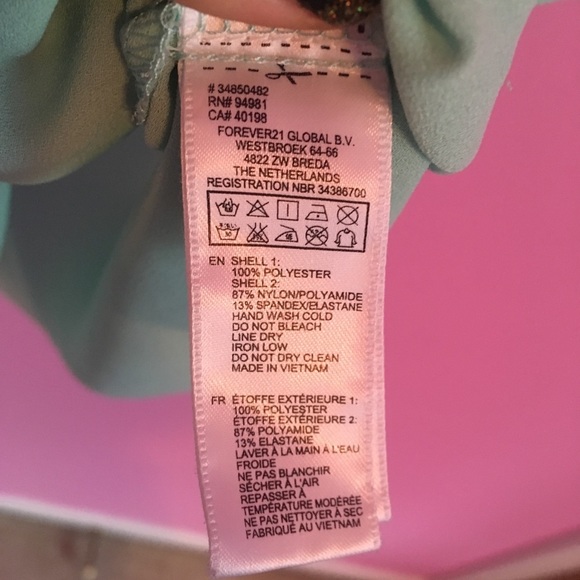 # 34850482
RN# 94981
CA# 40198
FOREVER21 GLOBAL B.V.
WESTBROEK 64-66
4822 ZW BREDA
THE NETHERLANDS
REGISTRATION NBR 34386700
EN SHELL 1:
100% POLYESTER
SHELL 2:
87% NYLON/POLYAMIDE
13% SPANDEX/ELASTANE
HAND WASH COLD
DO NOT BLEACH
LINE DRY
IRON LOW
DO NOT DRY CLEAN
MADE IN VIETNAM
FR ÉTOFFE EXTÉRIEURE 1:
100% POLYESTER
ÉTOFFE EXTÉRIEURE 2:
87% POLYAMIDE
13% ELASTANE
LAVER À LA MAIN À L'EAU
FROIDE
NE PAS BLANCHIR
SÉCHER À L'AIR
REPASSER À
TEMPÉRATURE MODÉRÉE
NE PAS NETTOYER À SEC
FABRIQUÉ AU VIETNAM